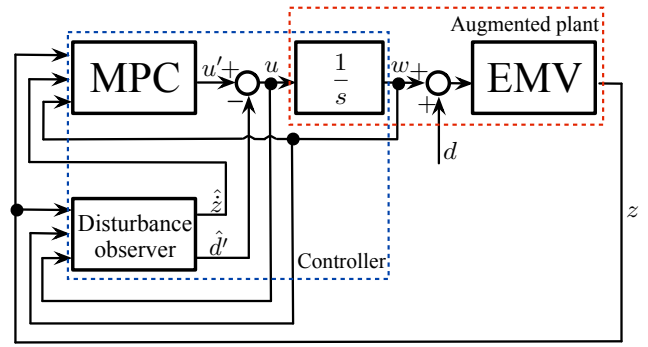 Augmented plant
MPC
u′
+
−
u
1
s
w
+
+
EMV
d
ẑ̇
Disturbance
observer
d̂′
Controller
z